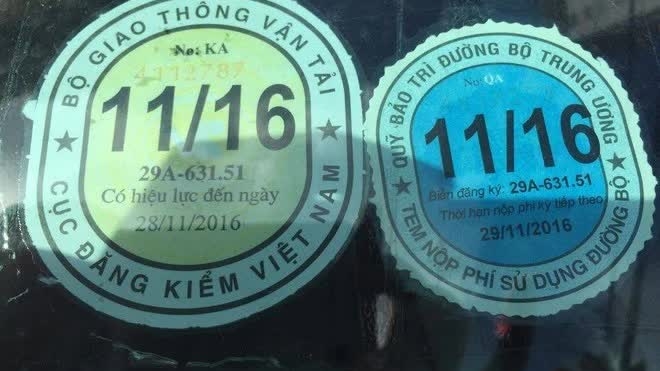 BỘ GIAO THÔNG VẬN TẢI
No: KA
4112787
11/16
29A-631.51
Có hiệu lực đến ngày
28/11/2016
CỤC ĐĂNG KIỂM VIỆT NAM
QUỸ BẢO TRÌ ĐƯỜNG BỘ TRUNG ƯƠNG
No: QA
11/16
Biển đăng ký: 29A-631.51
Thời hạn nộp phí kỳ tiếp theo
29/11/2016
TEM NỘP PHÍ SỬ DỤNG ĐƯỜNG BỘ